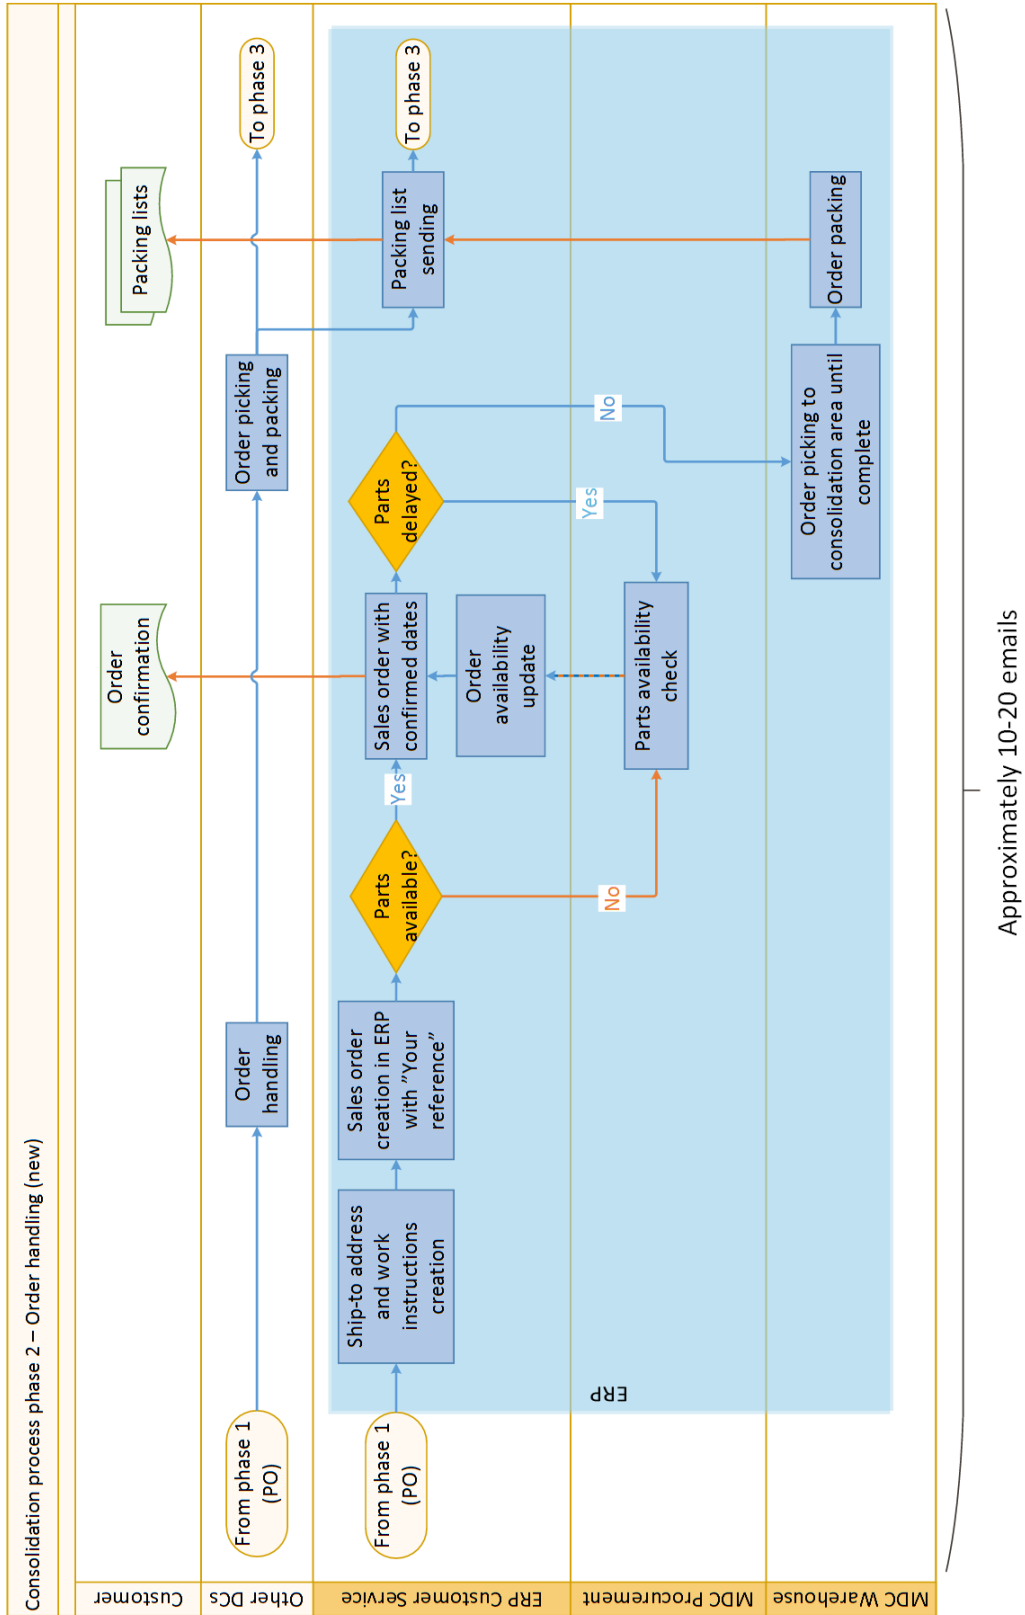 Consolidation process phase 2 – Order handling (new)
Customer
Order
confirmation
Packing lists
Other DCs
From phase 1
(PO)
Order
handling
Order picking
and packing
To phase 3
ERP Customer Service
From phase 1
(PO)
Ship-to address
and work
instructions
creation
Sales order
creation in ERP
with ”Your
reference”
Parts
available?
Yes
Sales order with
confirmed dates
Order
availability
update
Parts
delayed?
Packing list
sending
To phase 3
ERP
MDC Procurement
No
Parts availability
check
Yes
No
MDC Warehouse
Order picking to
consolidation area until
complete
Order packing
Approximately 10-20 emails